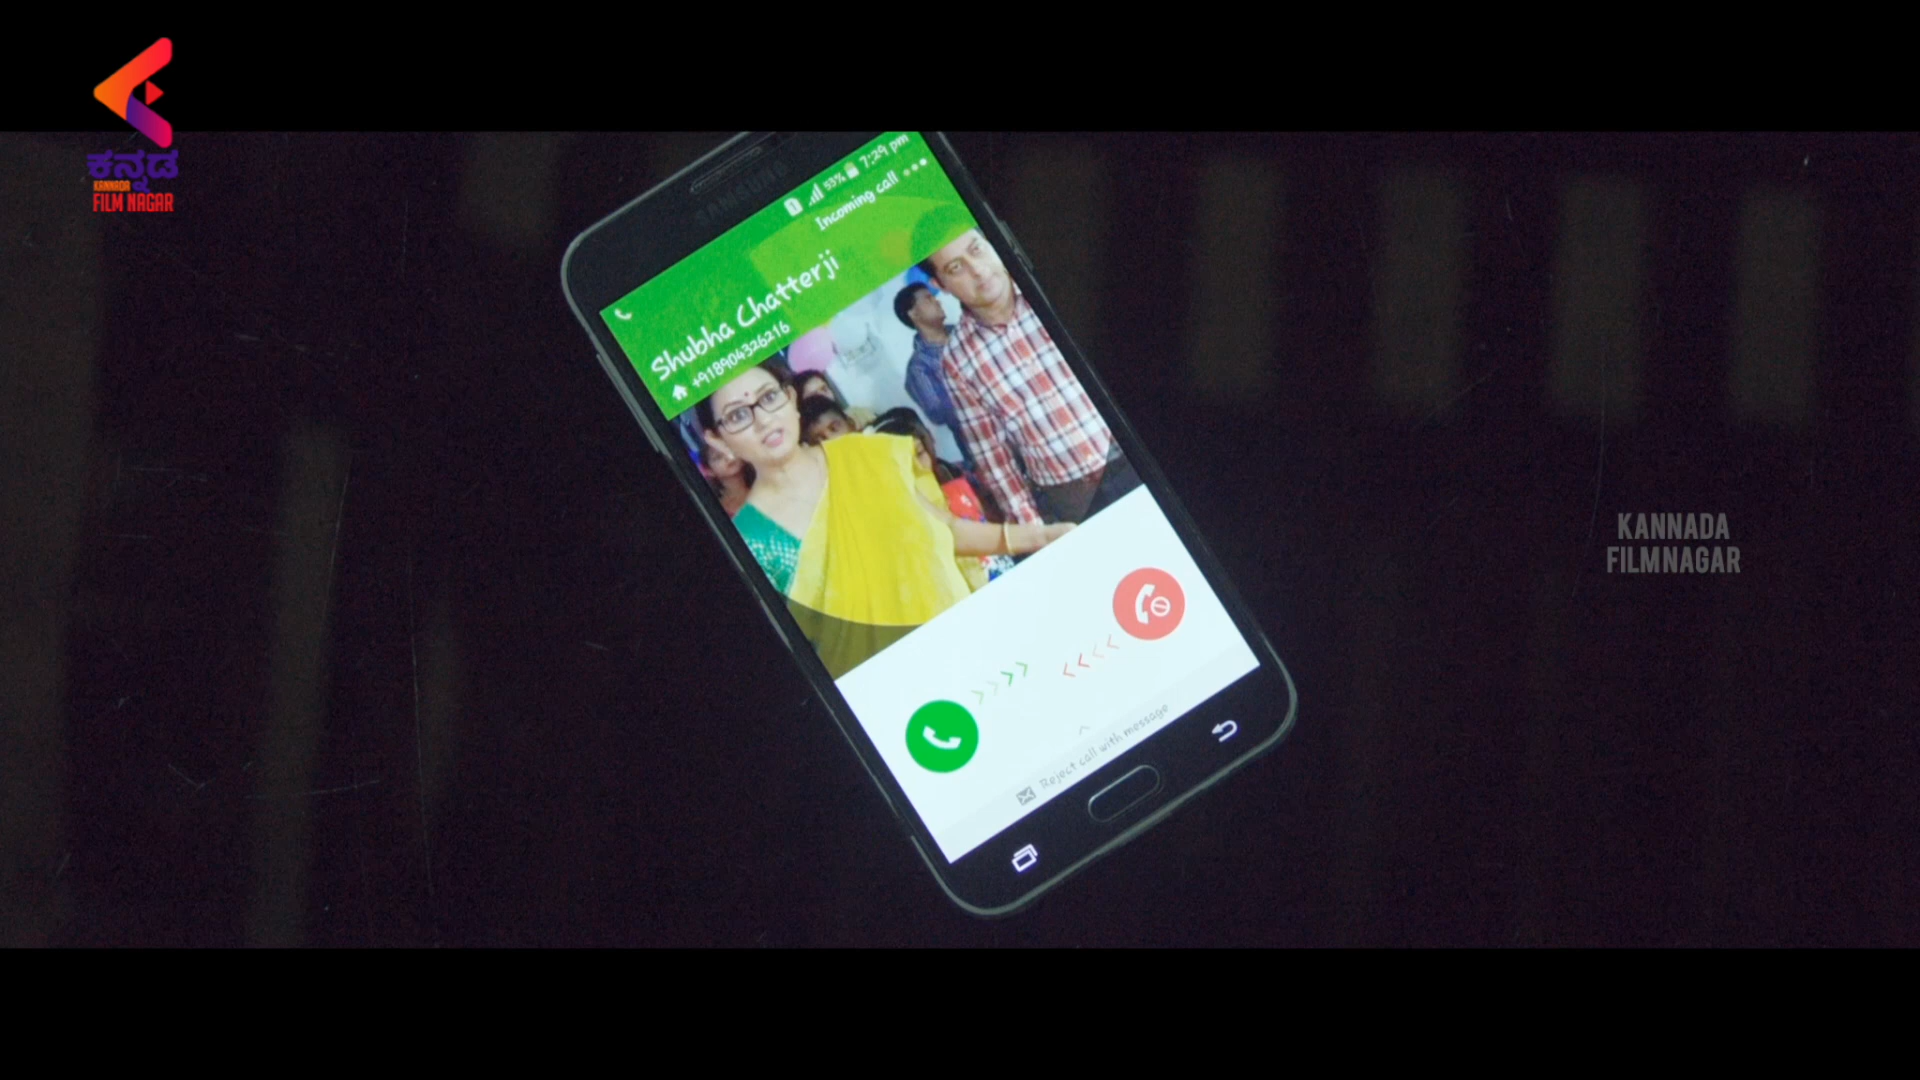 ಕನ್ನಡ
KANNADA
FILM NAGAR
SAMSUNG
53% 7:29 pm
Incoming call
Shubha Chatterji
+918904326216
KANNADA
FILMNAGAR
Reject call with message